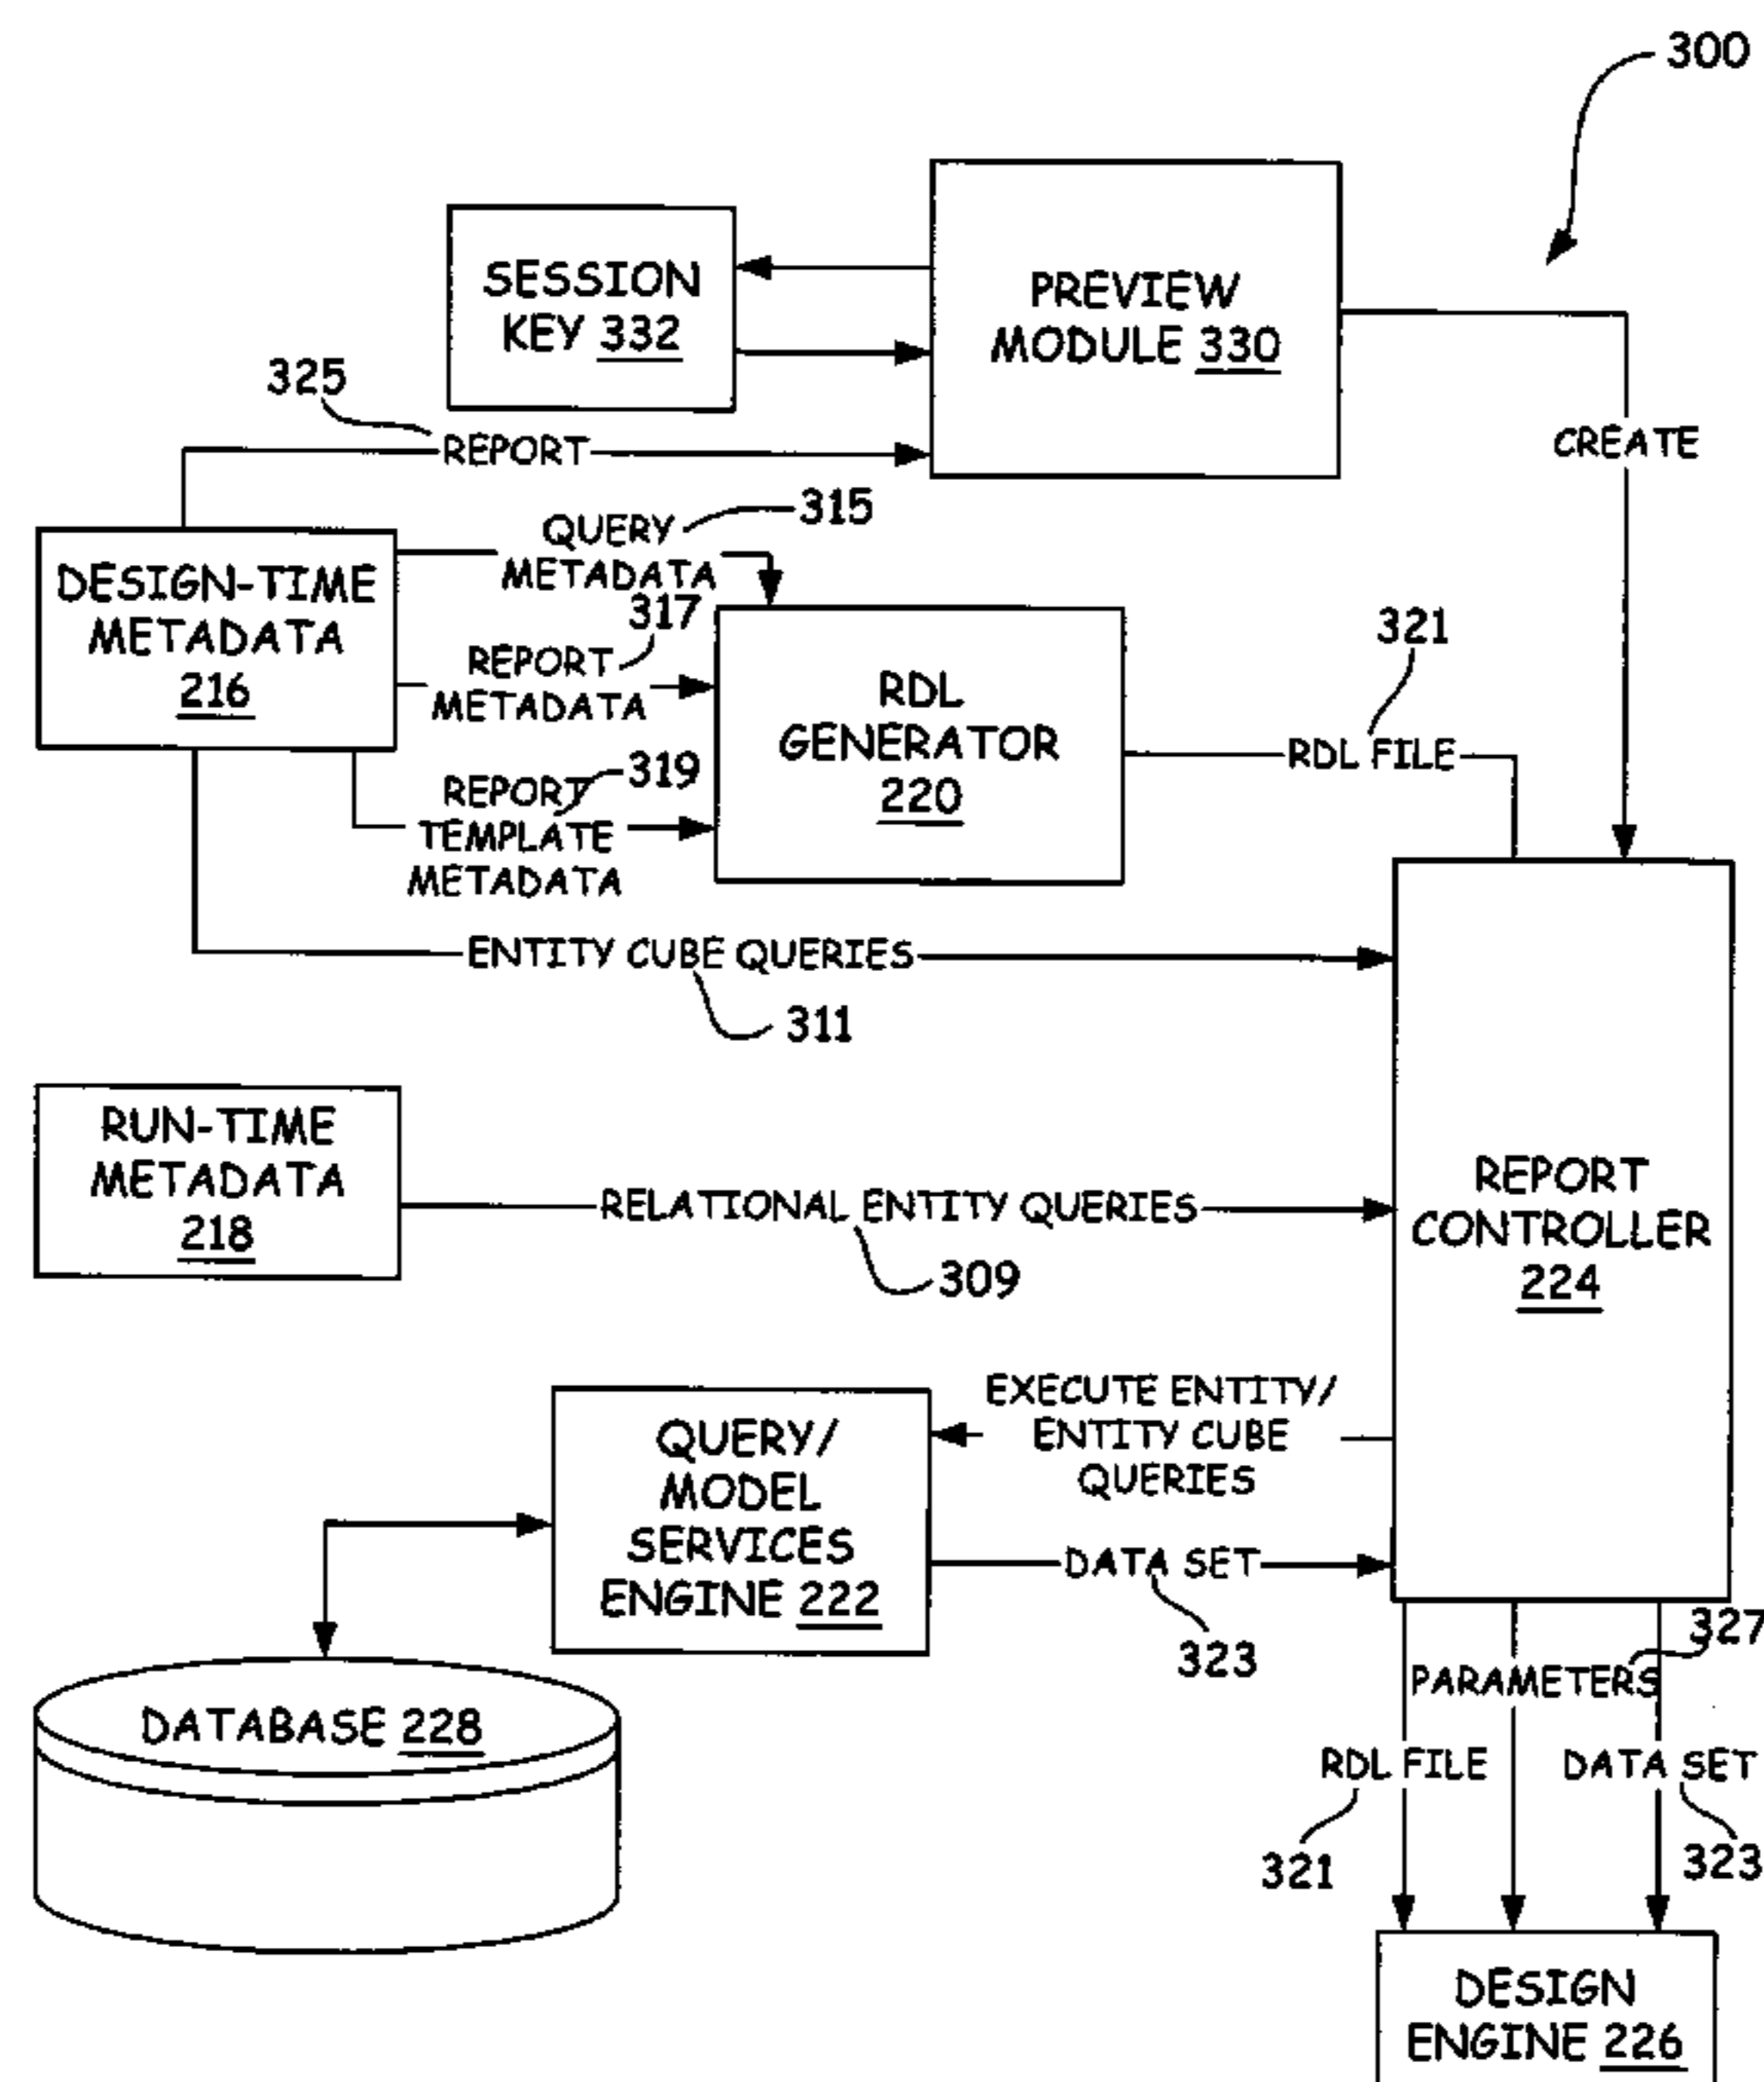 300
SESSION
KEY 332
PREVIEW
MODULE 330
325
REPORT
CREATE
QUERY
METADATA
315
DESIGN-TIME
METADATA
216
317
REPORT
METADATA
RDL
GENERATOR
220
321
RDL FILE
319
REPORT
TEMPLATE
METADATA
ENTITY CUBE QUERIES
311
RUN-TIME
METADATA
218
RELATIONAL ENTITY QUERIES
309
REPORT
CONTROLLER
224
EXECUTE ENTITY/
ENTITY CUBE
QUERIES
QUERY/
MODEL
SERVICES
ENGINE 222
DATA SET
323
327
PARAMETERS
DATABASE 228
RDL FILE
DATA SET
321
323
DESIGN
ENGINE 226